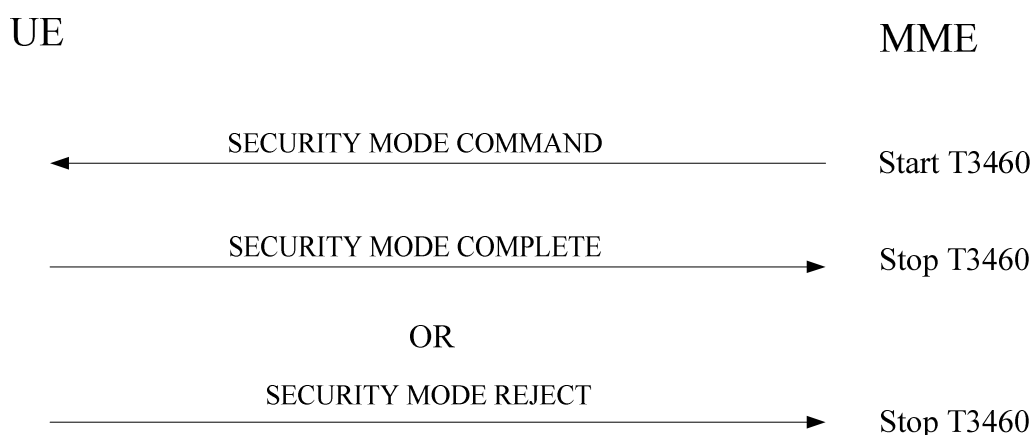 UE
MME
SECURITY MODE COMMAND
Start T3460
SECURITY MODE COMPLETE
Stop T3460
OR
SECURITY MODE REJECT
Stop T3460